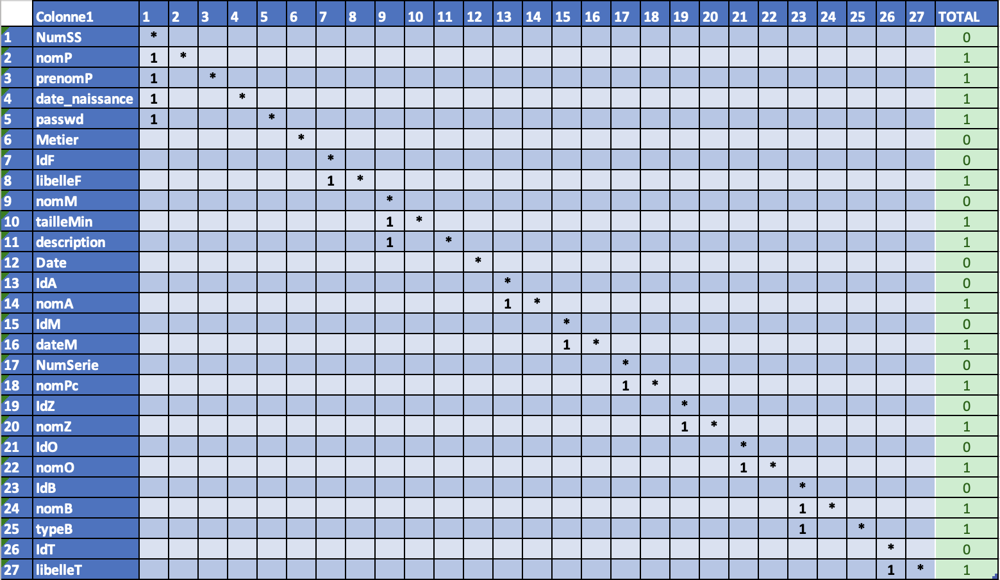 Colonne1 1 2 3 4 5 6 7 8 9 10 11 12 13 14 15 16 17 18 19 20 21 22 23 24 25 26 27 TOTAL
1 NumSS * 0
2 nomP 1 * 1
3 prenomP 1 * 1
4 date_naissance 1 * 1
5 passwd 1 * 1
6 Metier * 0
7 IdF * 0
8 libelleF 1 * 1
9 nomM * 0
10 tailleMin 1 * 1
11 description 1 * 1
12 Date * 0
13 IdA * 0
14 nomA 1 * 1
15 IdM * 0
16 dateM 1 * 1
17 NumSerie * 0
18 nomPc 1 * 1
19 IdZ * 0
20 nomZ 1 * 1
21 IdO * 0
22 nomO 1 * 1
23 IdB * 0
24 nomB 1 * 1
25 typeB 1 * 1
26 IdT * 0
27 libelleT 1 * 1